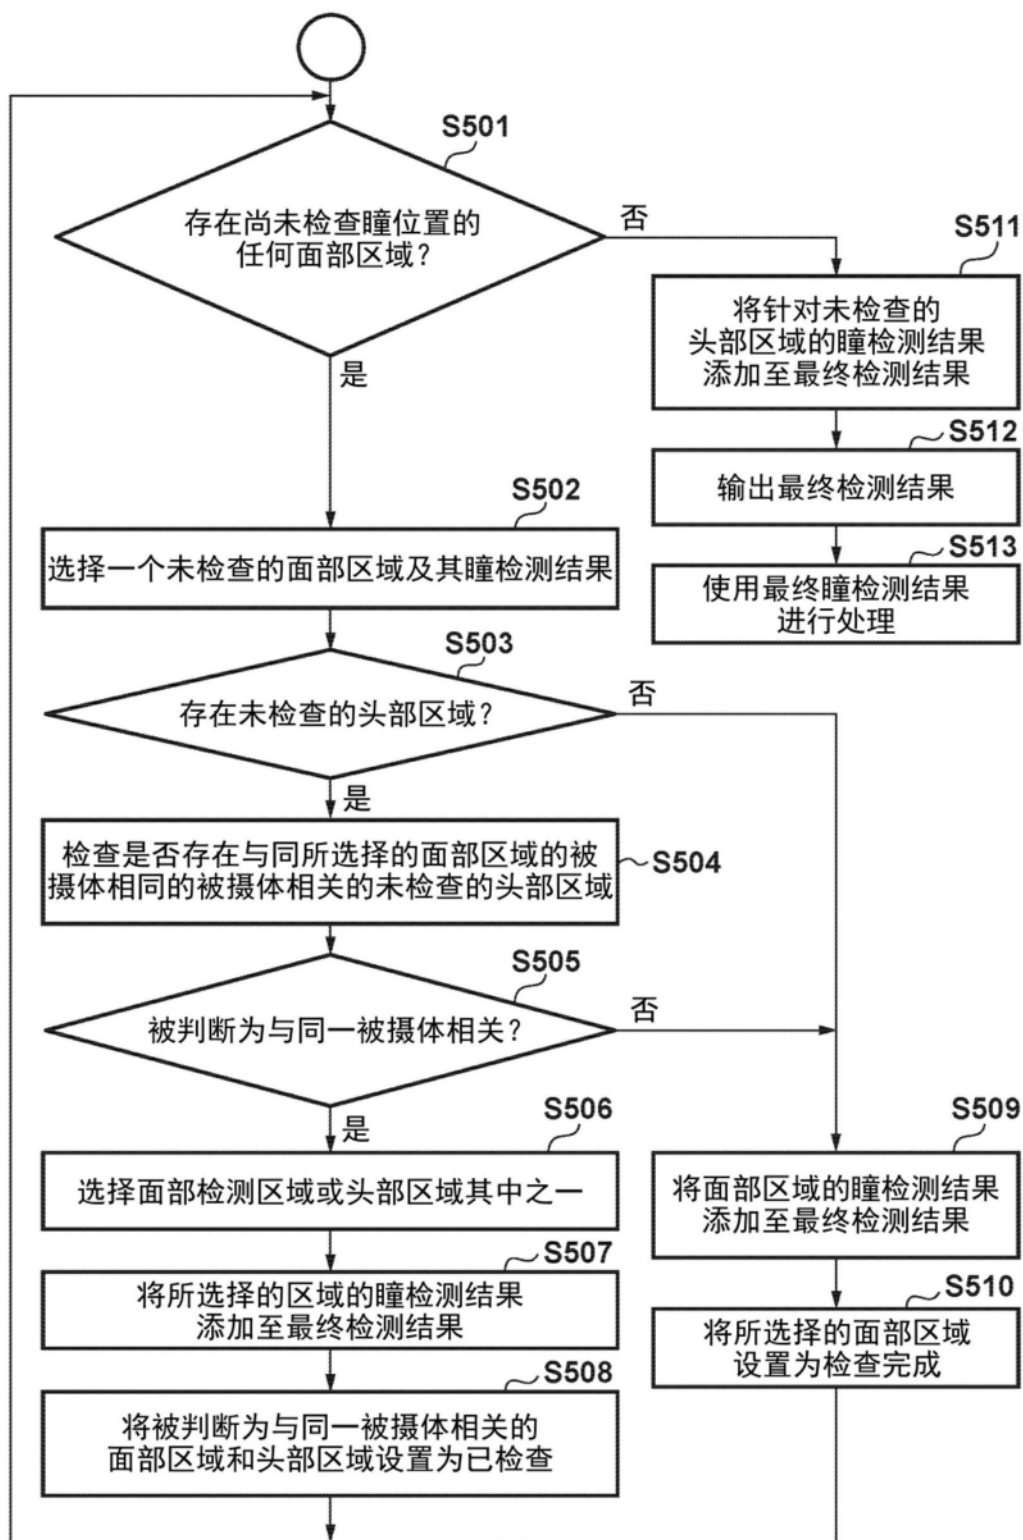 S501
存在尚未检查瞳位置的
任何面部区域?
否
是
S511
将针对未检查的
头部区域的瞳检测结果
添加至最终检测结果
S512
输出最终检测结果
S513
使用最终瞳检测结果
进行处理
S502
选择一个未检查的面部区域及其瞳检测结果
S503
存在未检查的头部区域?
否
是
S504
检查是否存在与同所选择的面部区域的被
摄体相同的被摄体相关的未检查的头部区域
S505
被判断为与同一被摄体相关?
否
是
S506
选择面部检测区域或头部区域其中之一
S507
将所选择的区域的瞳检测结果
添加至最终检测结果
S508
将被判断为与同一被摄体相关的
面部区域和头部区域设置为已检查
S509
将面部区域的瞳检测结果
添加至最终检测结果
S510
将所选择的面部区域
设置为检查完成